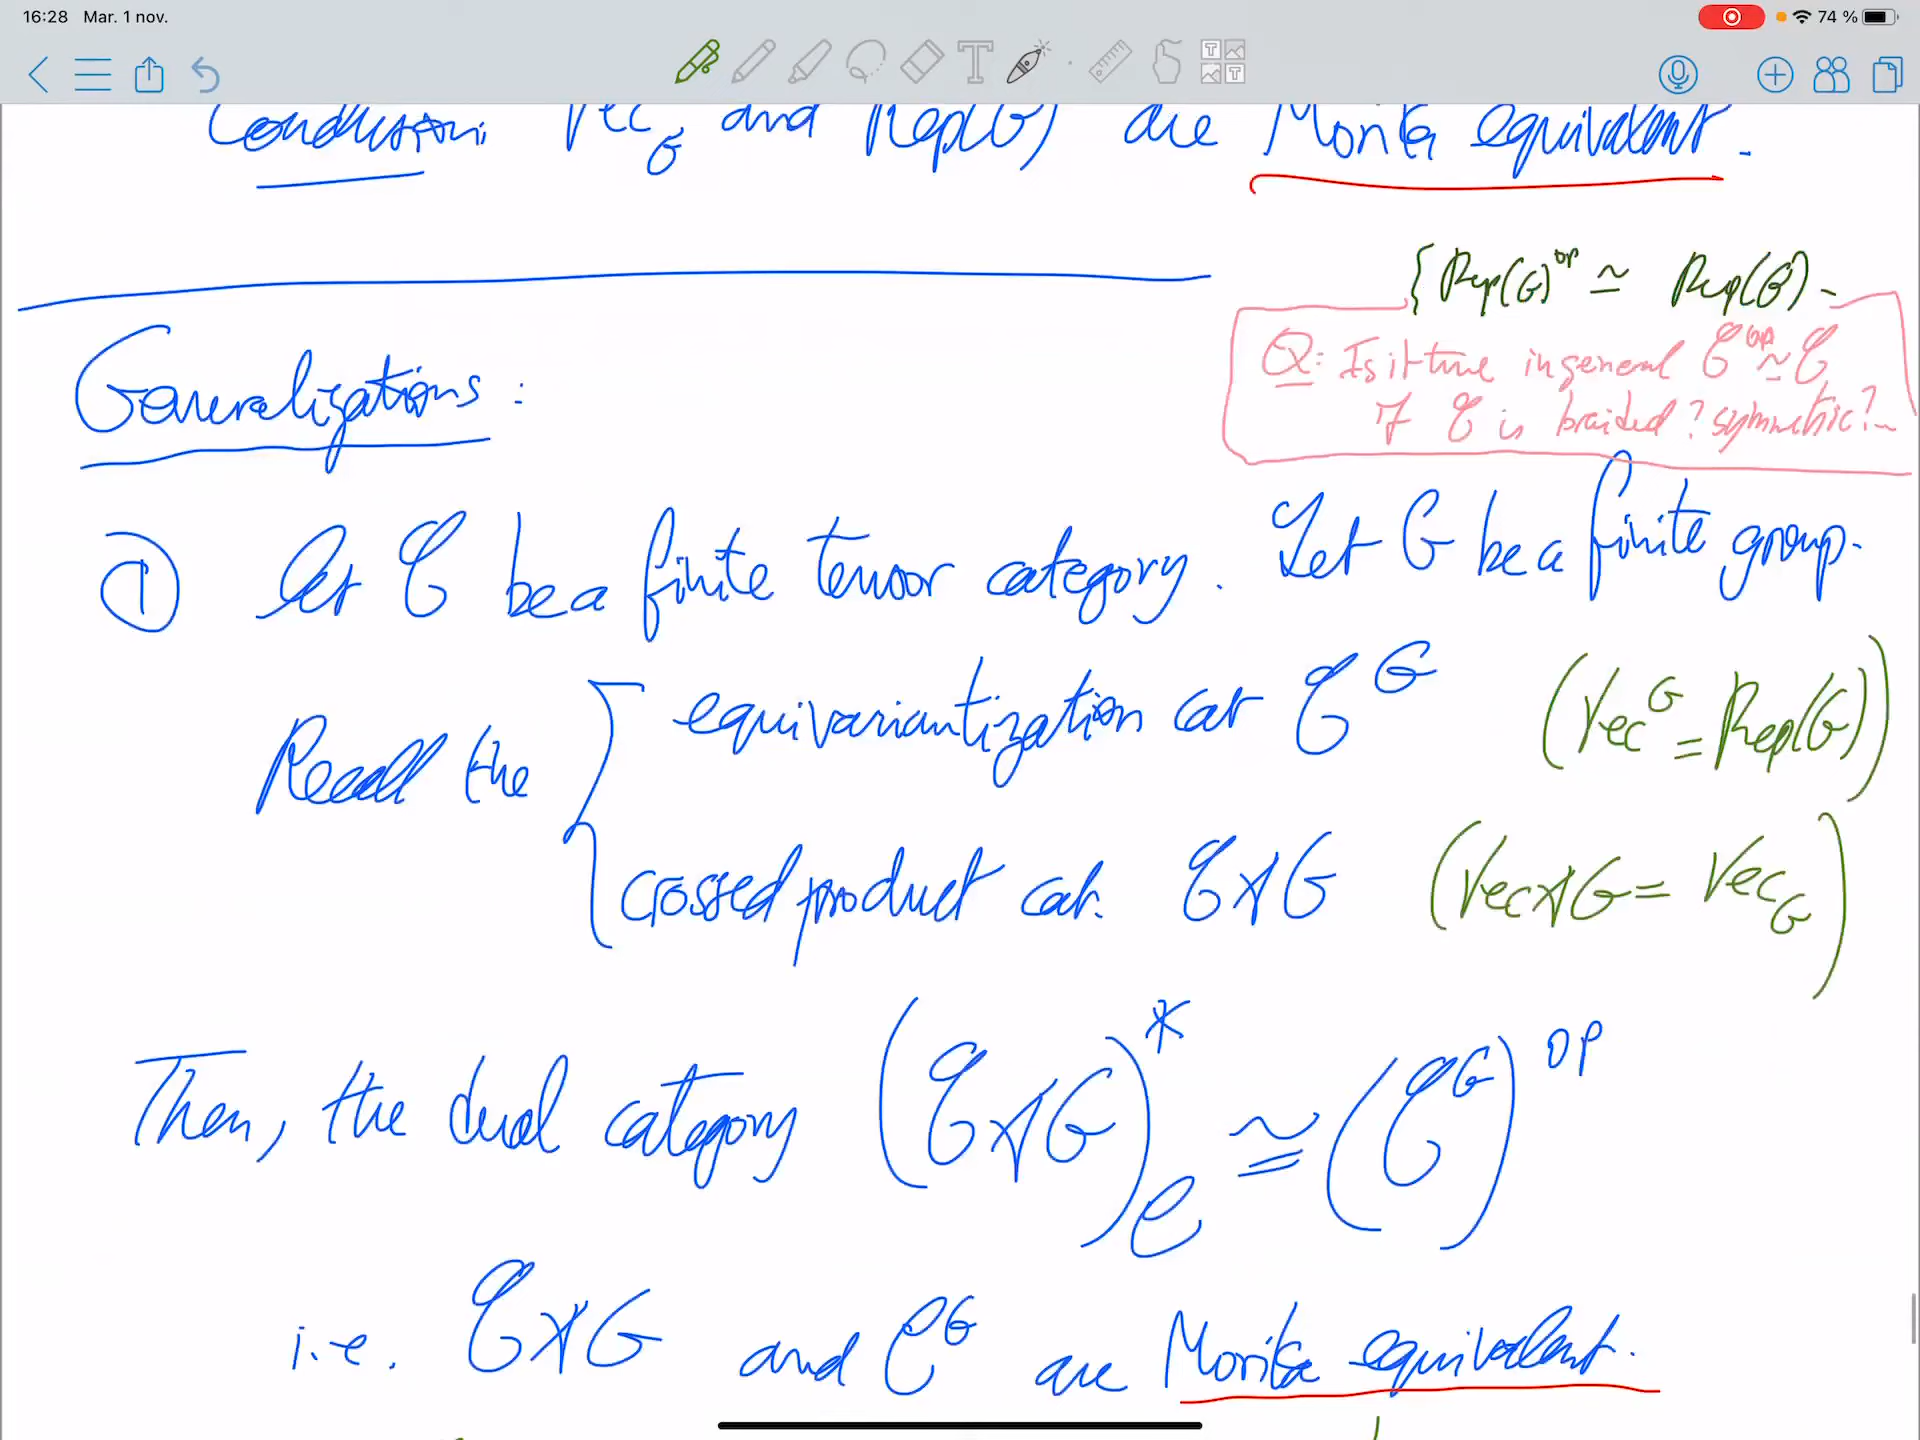 16:28 Mar. 1 nov. 74 %
Conclusion: Vec_G and Rep(G) are Morita equivalent.
{Rep(G)^op ≃ Rep(G).
Q: Is it true in general 𝒞^op ≃ 𝒞
if 𝒞 is braided? symmetric?
Generalizations:
① let 𝒞 be a finite tensor category. Let G be a finite group.
Recall the { equivariantization cat 𝒞^G (Vec^G = Rep(G))
crossed product cat. 𝒞⋊G (Vec⋊G = Vec_G)
Then, the dual category (𝒞⋊G)*_𝒞 ≅ (𝒞^G)^op
i.e. 𝒞⋊G and 𝒞^G are Morita equivalent.